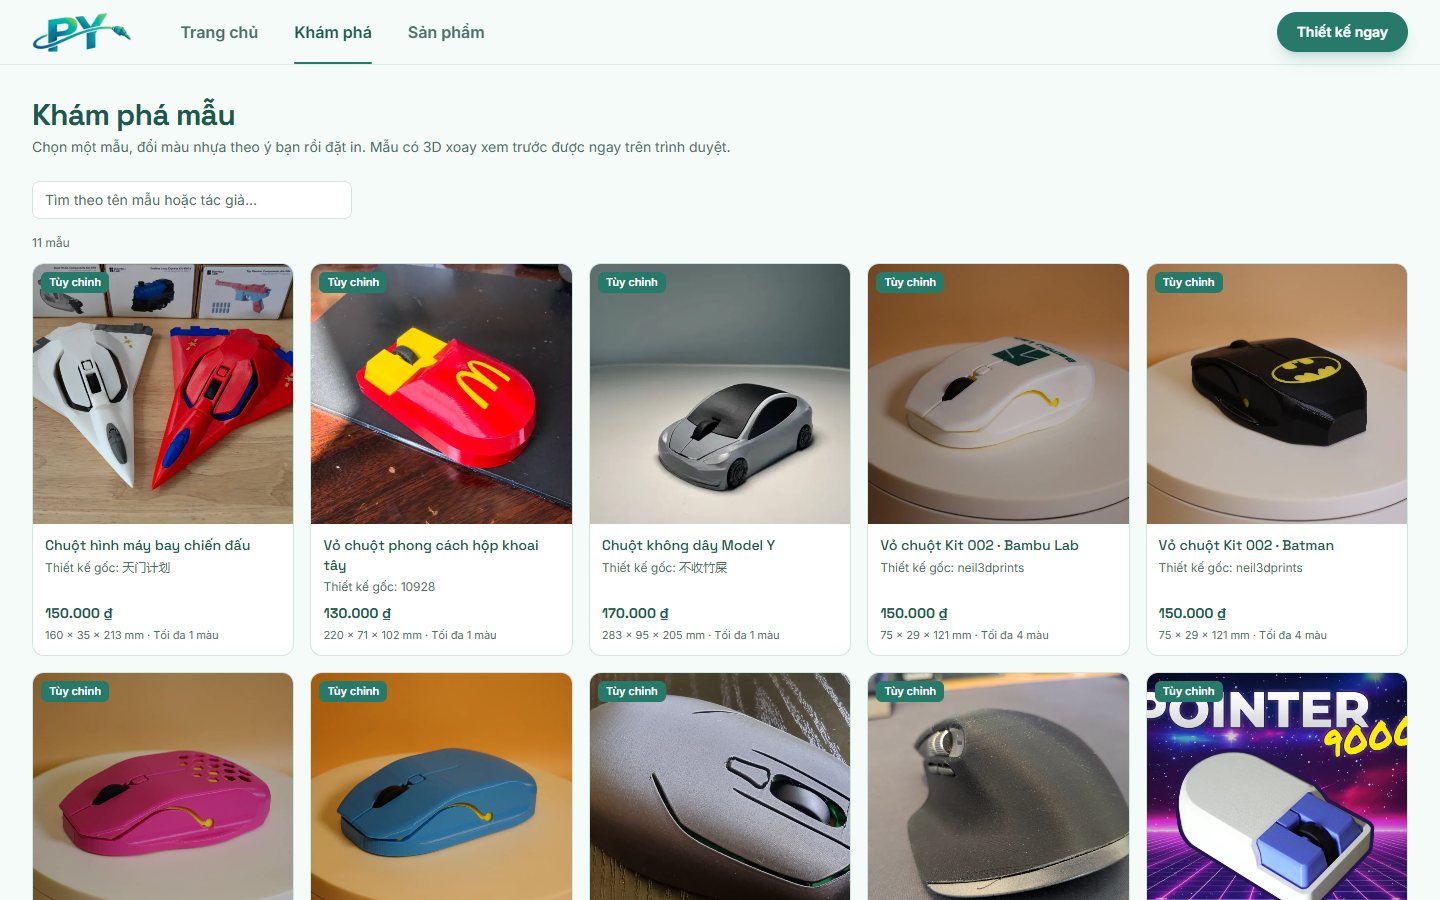 PY
Trang chủ
Khám phá
Sản phẩm
Thiết kế ngay
Khám phá mẫu
Chọn một mẫu, đổi màu nhựa theo ý bạn rồi đặt in. Mẫu có 3D xoay xem trước được ngay trên trình duyệt.
Tìm theo tên mẫu hoặc tác giả...
11 mẫu
Tùy chỉnh
Tùy chỉnh
Tùy chỉnh
Tùy chỉnh
Tùy chỉnh
Chuột hình máy bay chiến đấu
Thiết kế gốc: 天门计划
150.000 ₫
160 × 35 × 213 mm · Tối đa 1 màu
Vỏ chuột phong cách hộp khoai
tây
Thiết kế gốc: 10928
130.000 ₫
220 × 71 × 102 mm · Tối đa 1 màu
Chuột không dây Model Y
Thiết kế gốc: 不收竹屎
170.000 ₫
283 × 95 × 205 mm · Tối đa 1 màu
Vỏ chuột Kit 002 · Bambu Lab
Thiết kế gốc: neil3dprints
150.000 ₫
75 × 29 × 121 mm · Tối đa 4 màu
Vỏ chuột Kit 002 · Batman
Thiết kế gốc: neil3dprints
150.000 ₫
75 × 29 × 121 mm · Tối đa 4 màu
Tùy chỉnh
Tùy chỉnh
Tùy chỉnh
Tùy chỉnh
Tùy chỉnh
POINTER
9000